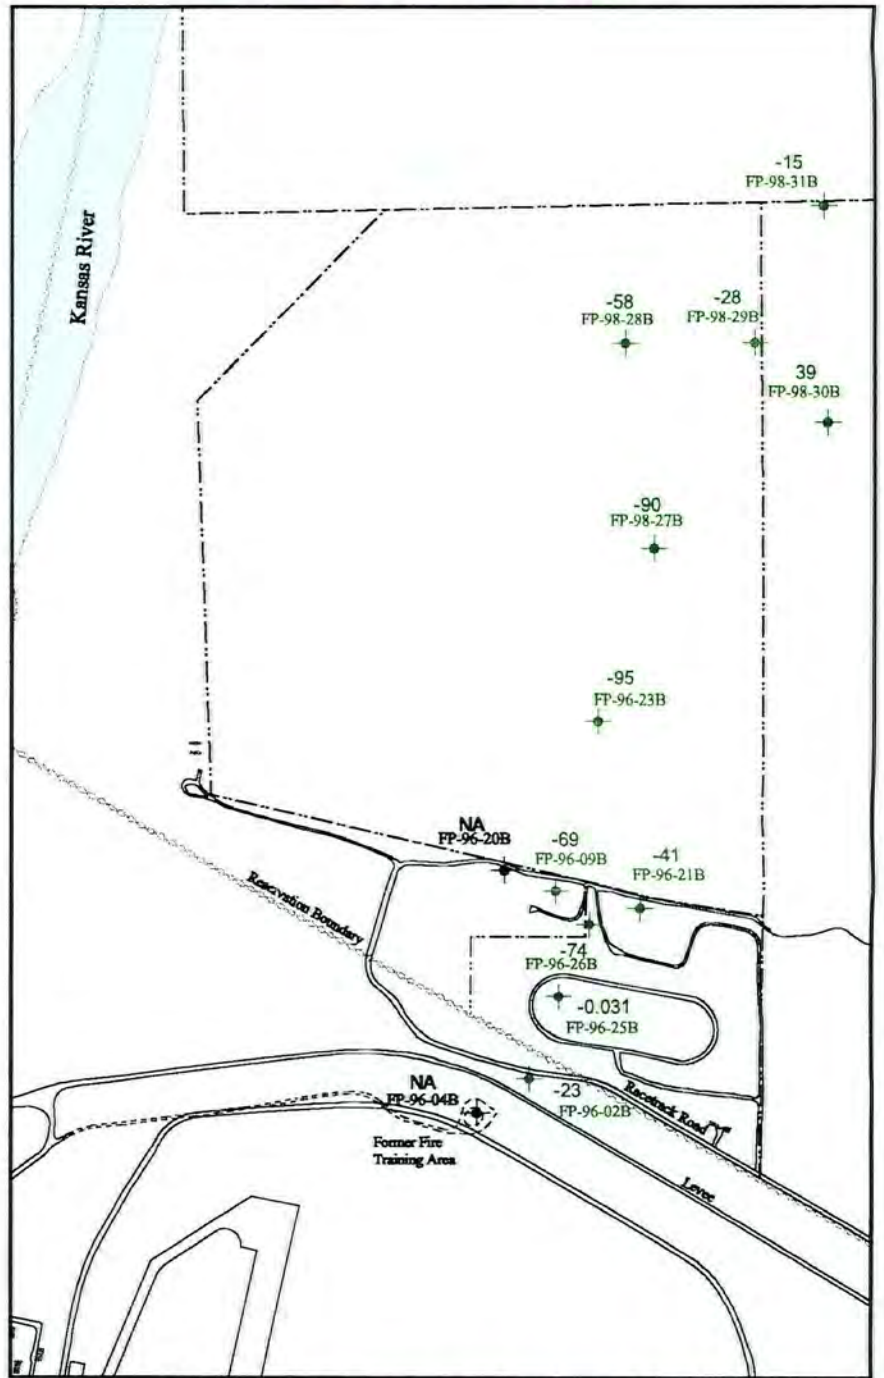 Kansas River
-15
FP-98-31B
-58
FP-98-28B
-28
FP-98-29B
39
FP-98-30B
-90
FP-98-27B
-95
FP-96-23B
NA
FP-96-20B
-69
FP-96-09B
-41
FP-96-21B
Reservation Boundary
-74
FP-96-26B
-0.031
FP-96-25B
NA
FP-96-04B
-23
FP-96-02B
Racetrack Road
Former Fire
Training Area
Levee